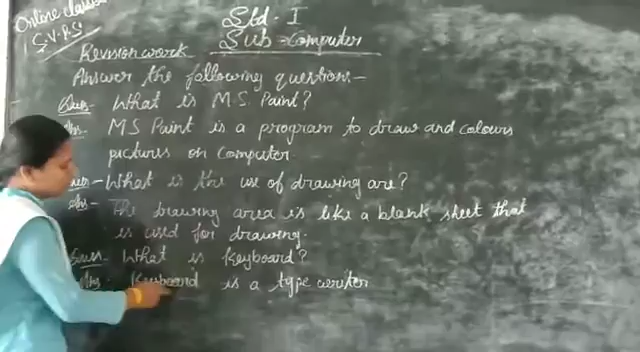 Online classes
S.V.P.S.
Std - I
Sub - Computer
Revision work
Answer the following question:-
Ques- What is M.S. Paint?
Ans- MS Paint is a program to draw and colours
pictures on Computer.
Ques- What is the use of drawing are?
Ans- The drawing area is like a blank sheet that
is used for drawing.
Ques- What is Keyboard?
Ans- Keyboard is a type writer